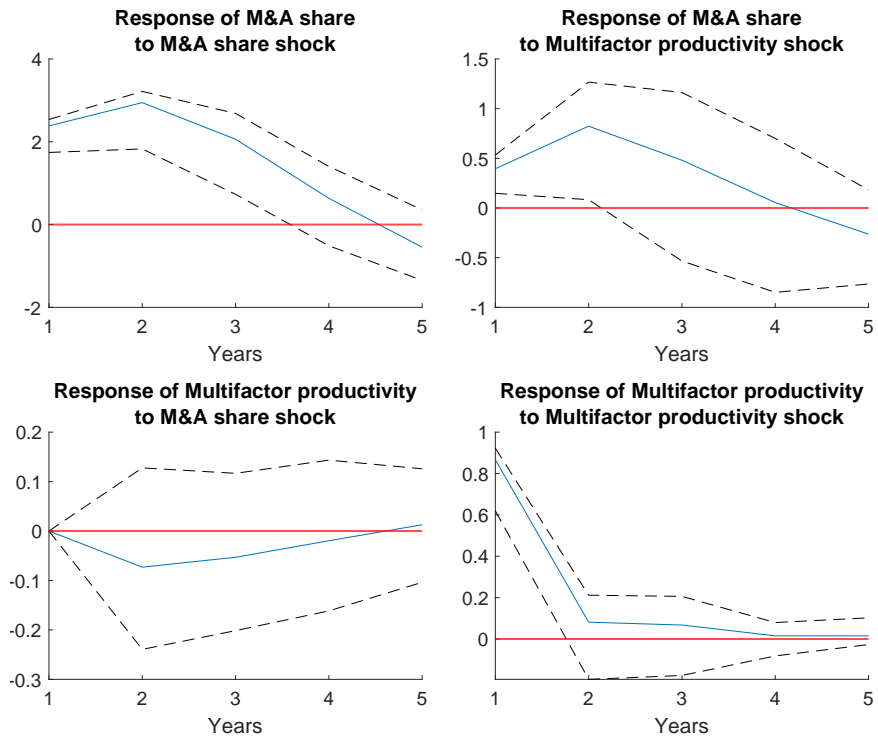 Response of M&A share
to M&A share shock
4
2
0
-2
1 2 3 4 5
Years
Response of M&A share
to Multifactor productivity shock
1.5
1
0.5
0
-0.5
-1
1 2 3 4 5
Years
Response of Multifactor productivity
to M&A share shock
0.2
0.1
0
-0.1
-0.2
-0.3
1 2 3 4 5
Years
Response of Multifactor productivity
to Multifactor productivity shock
1
0.8
0.6
0.4
0.2
0
1 2 3 4 5
Years